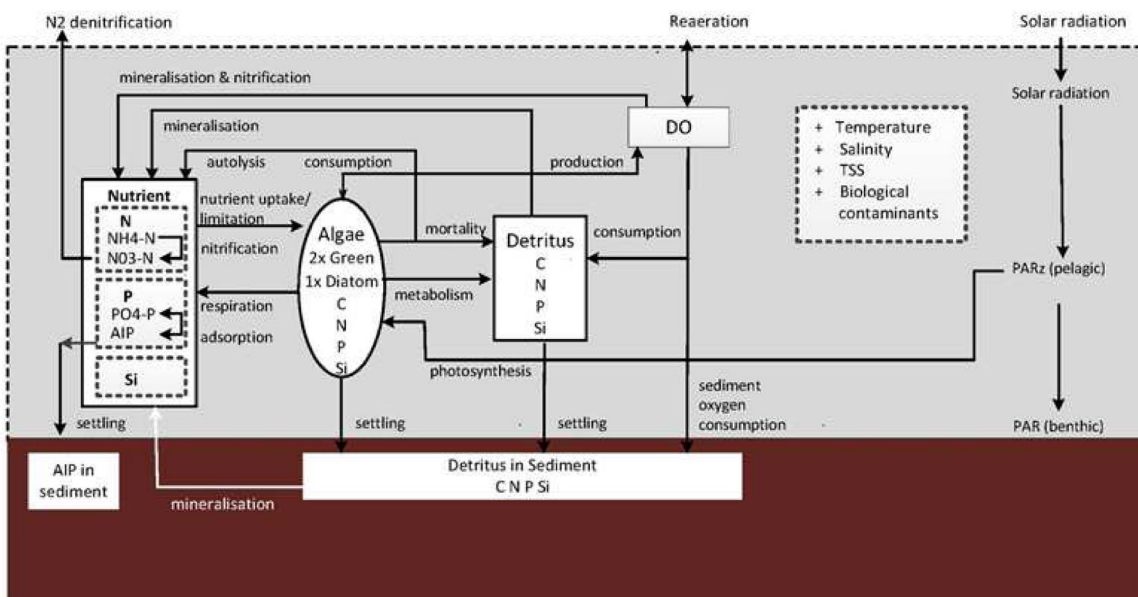 N2 denitrification
Reaeration
Solar radiation
mineralisation & nitrification
Solar radiation
mineralisation
DO
+ Temperature
+ Salinity
+ TSS
+ Biological
contaminants
autolysis
consumption
production
Nutrient
nutrient uptake/
limitation
N
NH4-N
N03-N
nitrification
Algae
2x Green
1x Diatom
C
N
P
Si
mortality
metabolism
Detritus
C
N
P
Si
consumption
PARz (pelagic)
respiration
P
PO4-P
AIP
adsorption
Si
photosynthesis
sediment
oxygen
consumption
settling
settling
settling
PAR (benthic)
AIP in
sediment
Detritus in Sediment
C N P Si
mineralisation